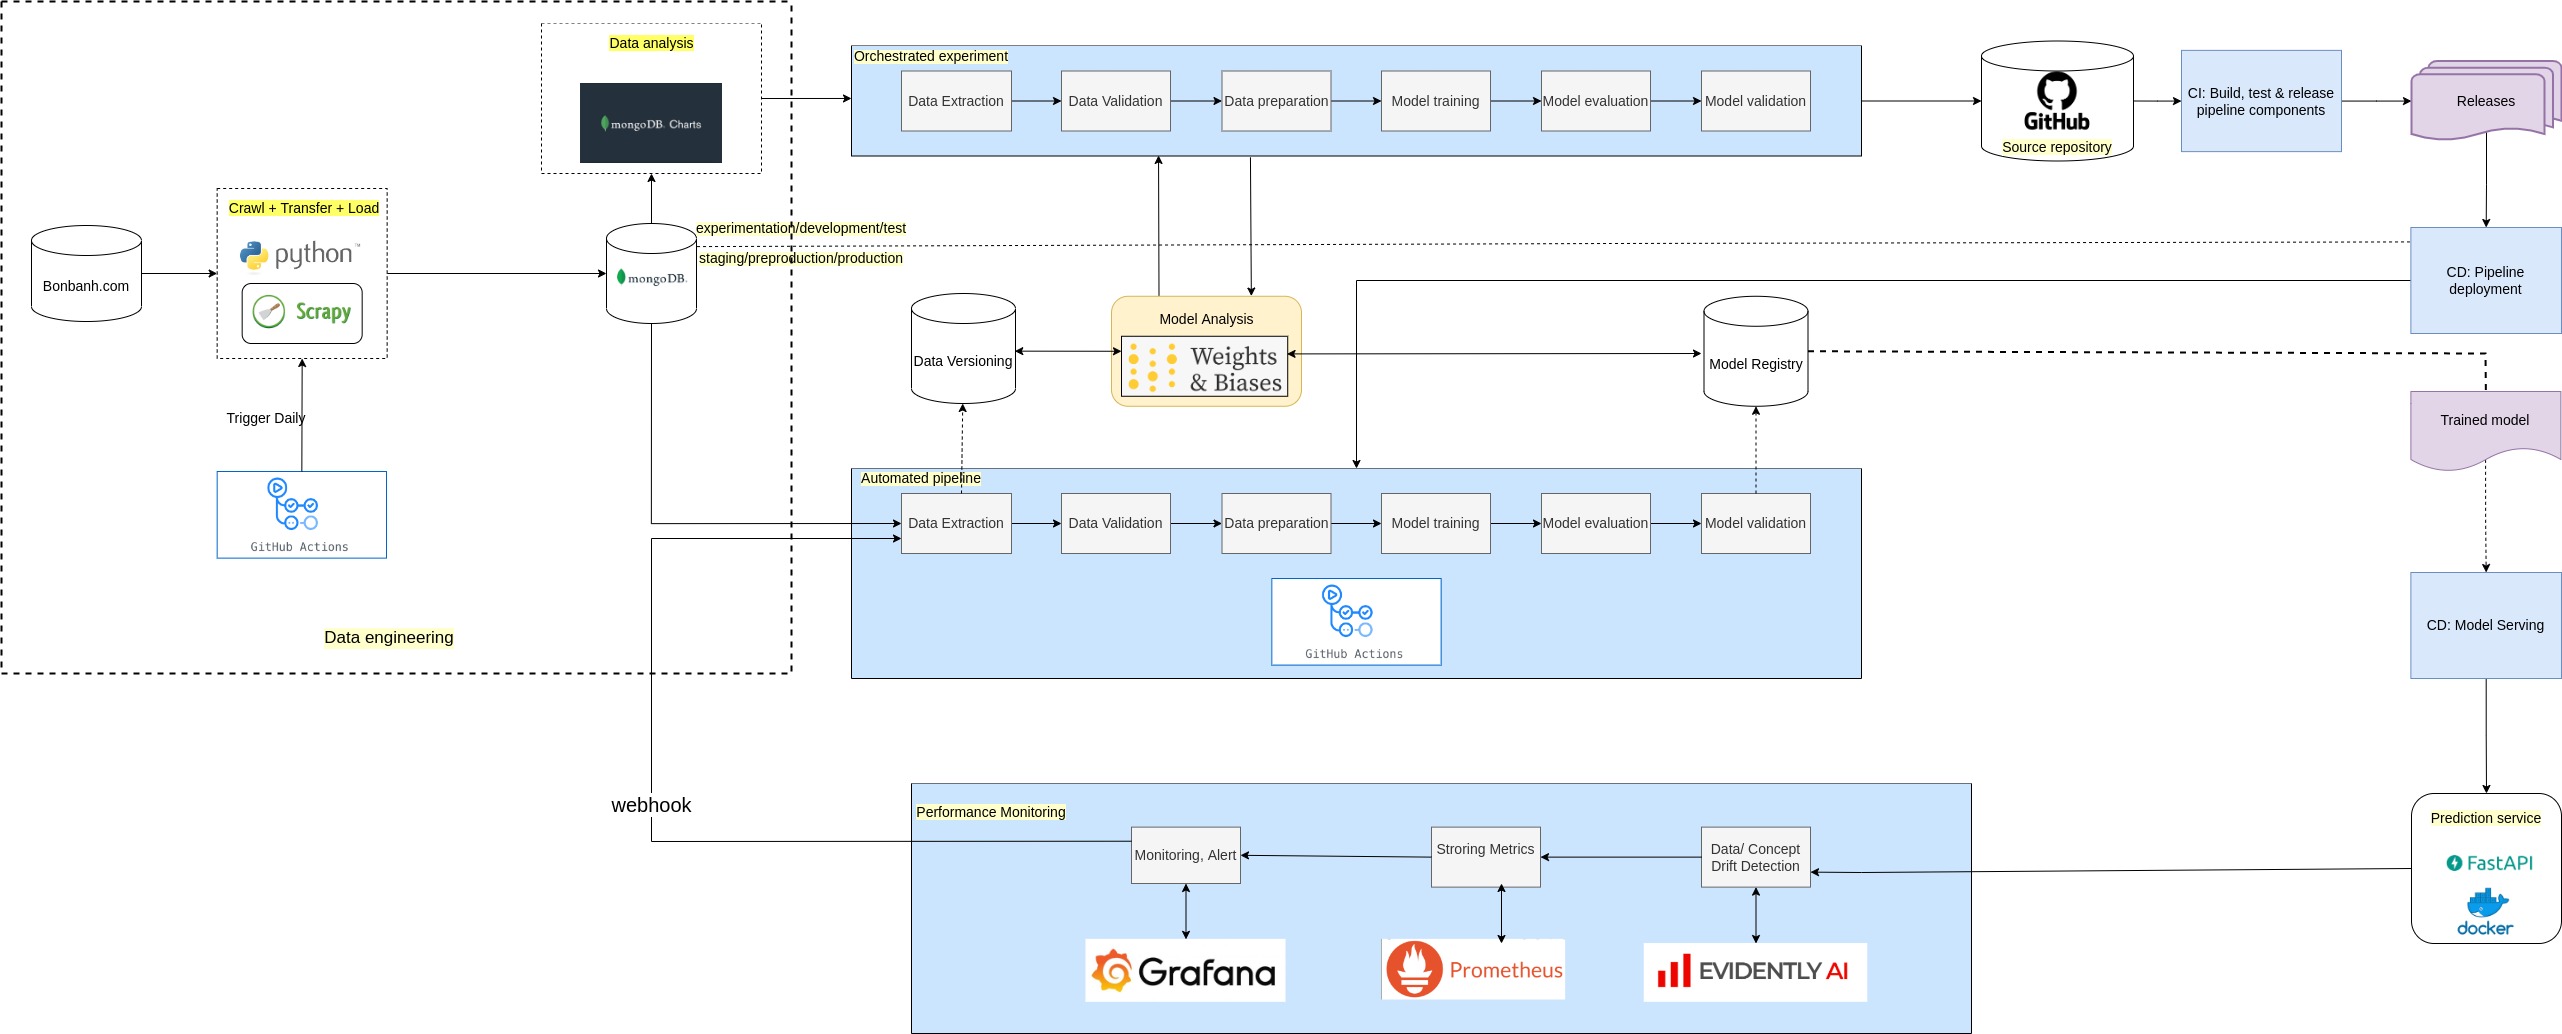 Data analysis
mongoDB. Charts
Orchestrated experiment
Data Extraction
Data Validation
Data preparation
Model training
Model evaluation
Model validation
GitHub
Source repository
CI: Build, test & release
pipeline components
Releases
Crawl + Transfer + Load
python™
Scrapy
Bonbanh.com
mongoDB.
experimentation/development/test
staging/preproduction/production
CD: Pipeline
deployment
Data Versioning
Model Analysis
Weights
& Biases
Model Registry
Trained model
Trigger Daily
GitHub Actions
Automated pipeline
Data Extraction
Data Validation
Data preparation
Model training
Model evaluation
Model validation
GitHub Actions
CD: Model Serving
Data engineering
webhook
Performance Monitoring
Monitoring, Alert
Stroring Metrics
Data/ Concept
Drift Detection
Grafana
Prometheus
EVIDENTLY AI
Prediction service
FastAPI
docker